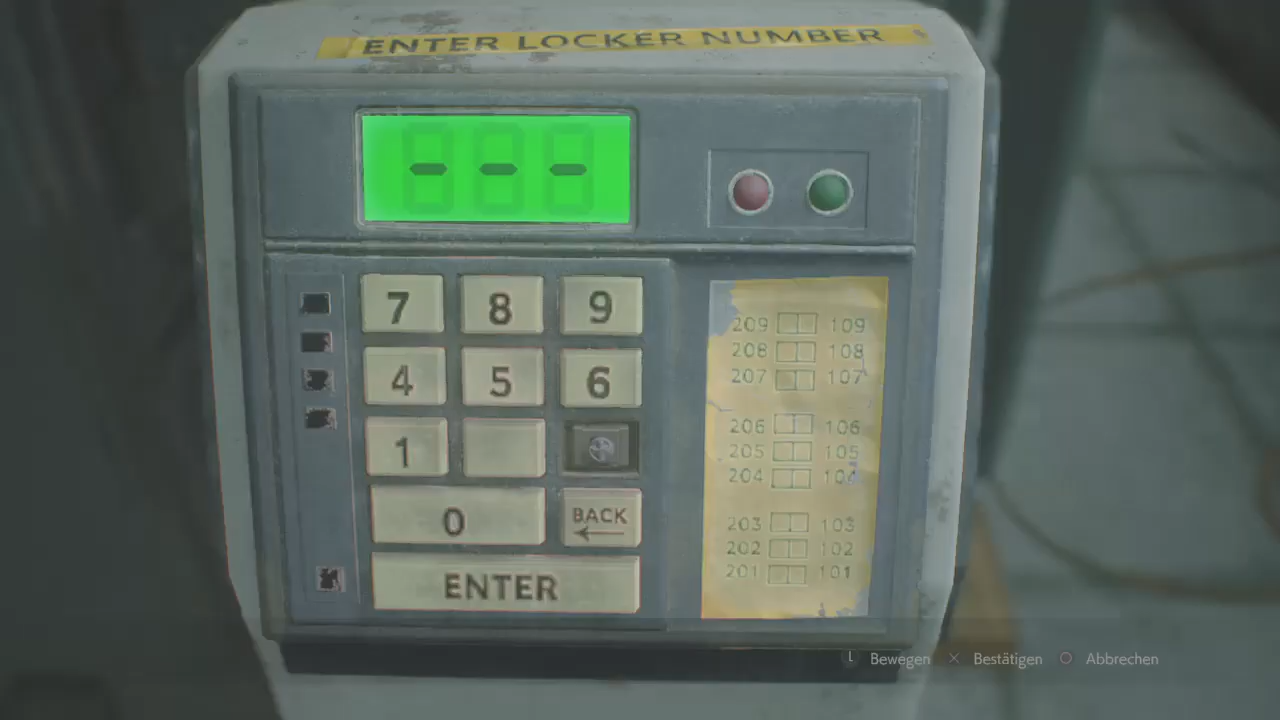 ENTER LOCKER NUMBER
- - -
7 8 9
4 5 6
1
0 BACK
ENTER
209 109
208 108
207 107
206 106
205 105
204 104
203 103
202 102
201 101
L Bewegen Bestätigen Abbrechen